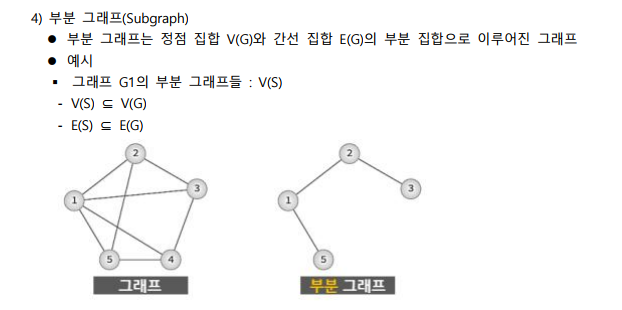 4) 부분 그래프(Subgraph)
● 부분 그래프는 정점 집합 V(G)와 간선 집합 E(G)의 부분 집합으로 이루어진 그래프
● 예시
▪ 그래프 G1의 부분 그래프들 : V(S)
- V(S) ⊆ V(G)
- E(S) ⊆ E(G)
2
3
1
5
4
그래프
2
3
1
5
부분 그래프